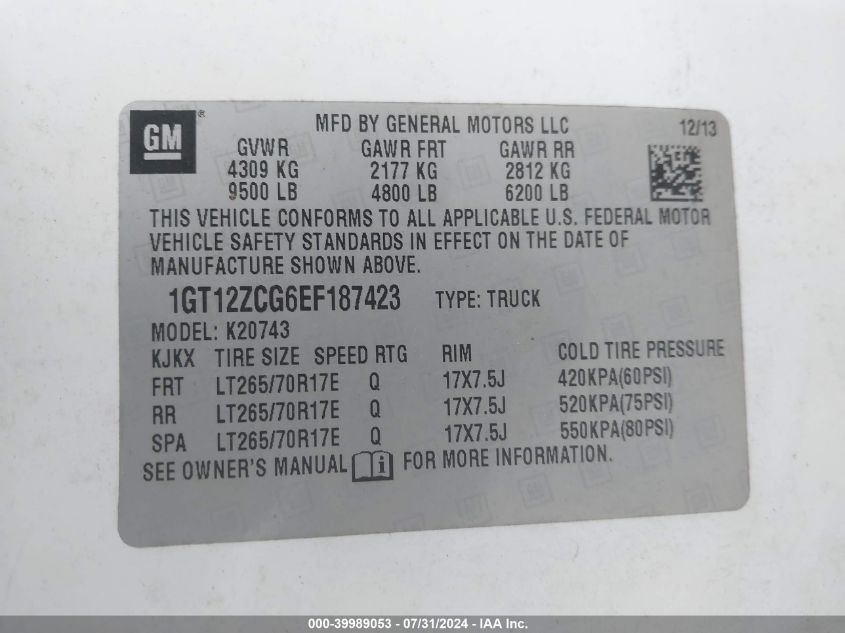 GM ®
MFD BY GENERAL MOTORS LLC 12/13
GVWR GAWR FRT GAWR RR
4309 KG 2177 KG 2812 KG
9500 LB 4800 LB 6200 LB
THIS VEHICLE CONFORMS TO ALL APPLICABLE U.S. FEDERAL MOTOR
VEHICLE SAFETY STANDARDS IN EFFECT ON THE DATE OF
MANUFACTURE SHOWN ABOVE.
1GT12ZCG6EF187423 TYPE: TRUCK
MODEL: K20743
KJKX TIRE SIZE SPEED RTG RIM COLD TIRE PRESSURE
FRT LT265/70R17E Q 17X7.5J 420KPA(60PSI)
RR LT265/70R17E Q 17X7.5J 520KPA(75PSI)
SPA LT265/70R17E Q 17X7.5J 550KPA(80PSI)
SEE OWNER'S MANUAL i FOR MORE INFORMATION.
000-39989053 - 07/31/2024 - IAA Inc.